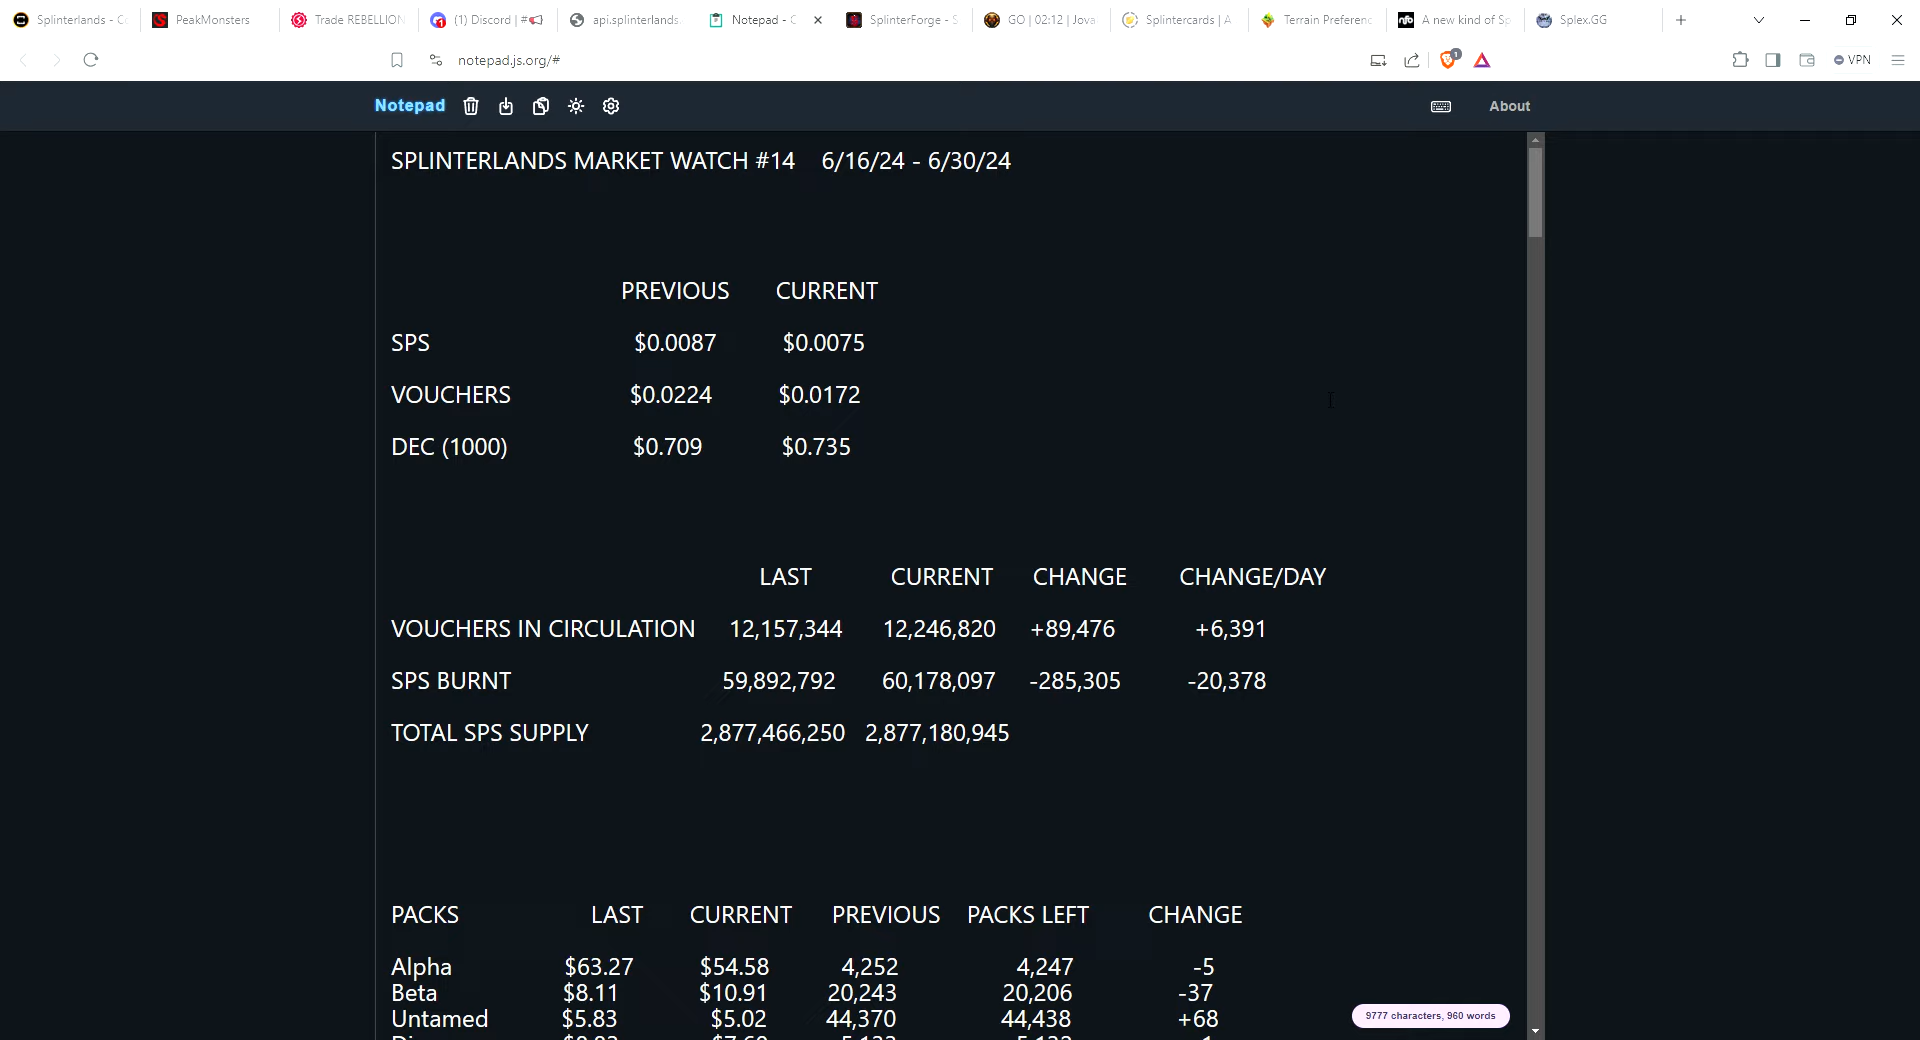 Splinterlands - Co
PeakMonsters
Trade REBELLION
(1) Discord | #
api.splinterlands.
Notepad - C
SplinterForge - S
GO | 02:12 | Jova
Splintercards | A
Terrain Preferenc
A new kind of Sp
Splex.GG
notepad.js.org/#
1
VPN
Notepad
About
SPLINTERLANDS MARKET WATCH #14 6/16/24 - 6/30/24
PREVIOUS CURRENT
SPS $0.0087 $0.0075
VOUCHERS $0.0224 $0.0172
DEC (1000) $0.709 $0.735
LAST CURRENT CHANGE CHANGE/DAY
VOUCHERS IN CIRCULATION 12,157,344 12,246,820 +89,476 +6,391
SPS BURNT 59,892,792 60,178,097 -285,305 -20,378
TOTAL SPS SUPPLY 2,877,466,250 2,877,180,945
PACKS LAST CURRENT PREVIOUS PACKS LEFT CHANGE
Alpha $63.27 $54.58 4,252 4,247 -5
Beta $8.11 $10.91 20,243 20,206 -37
Untamed $5.83 $5.02 44,370 44,438 +68
9777 characters, 960 words